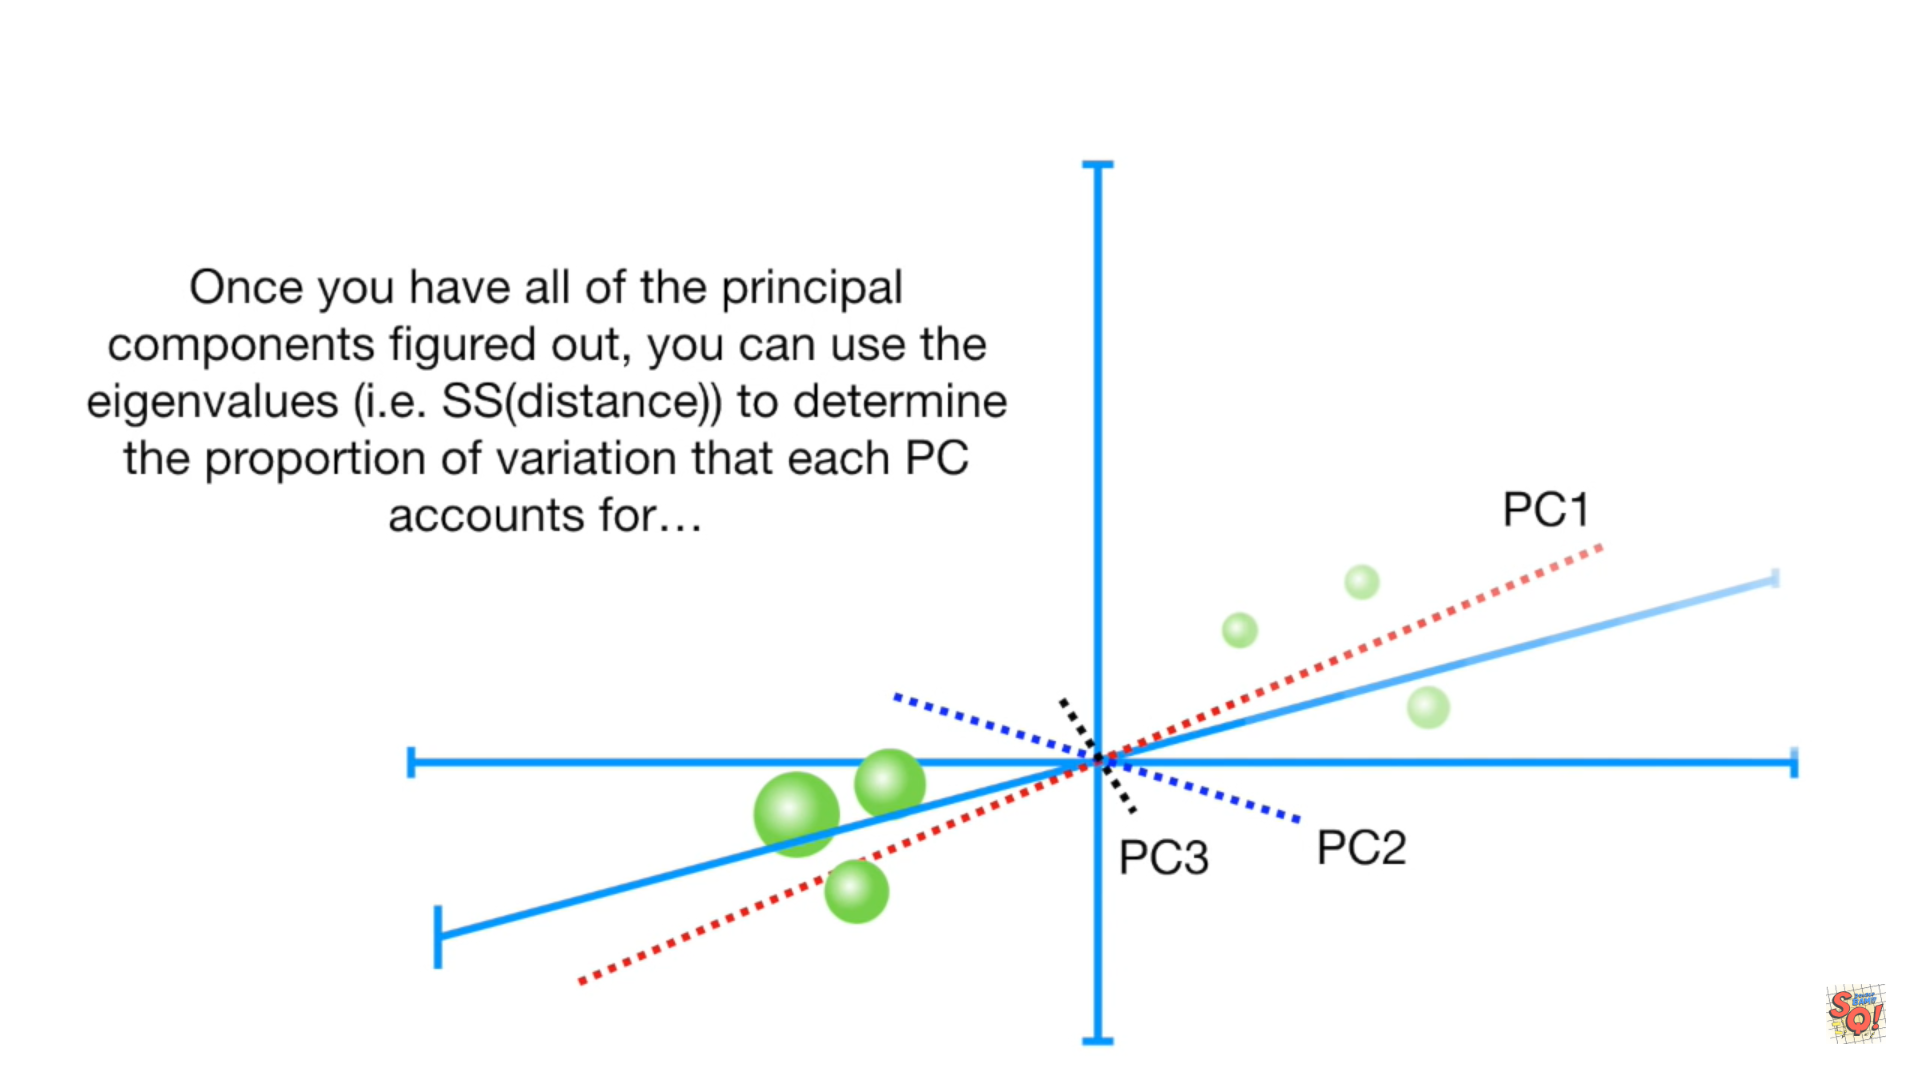 Once you have all of the principal
components figured out, you can use the
eigenvalues (i.e. SS(distance)) to determine
the proportion of variation that each PC
accounts for…
PC1
PC2
PC3
SQ!